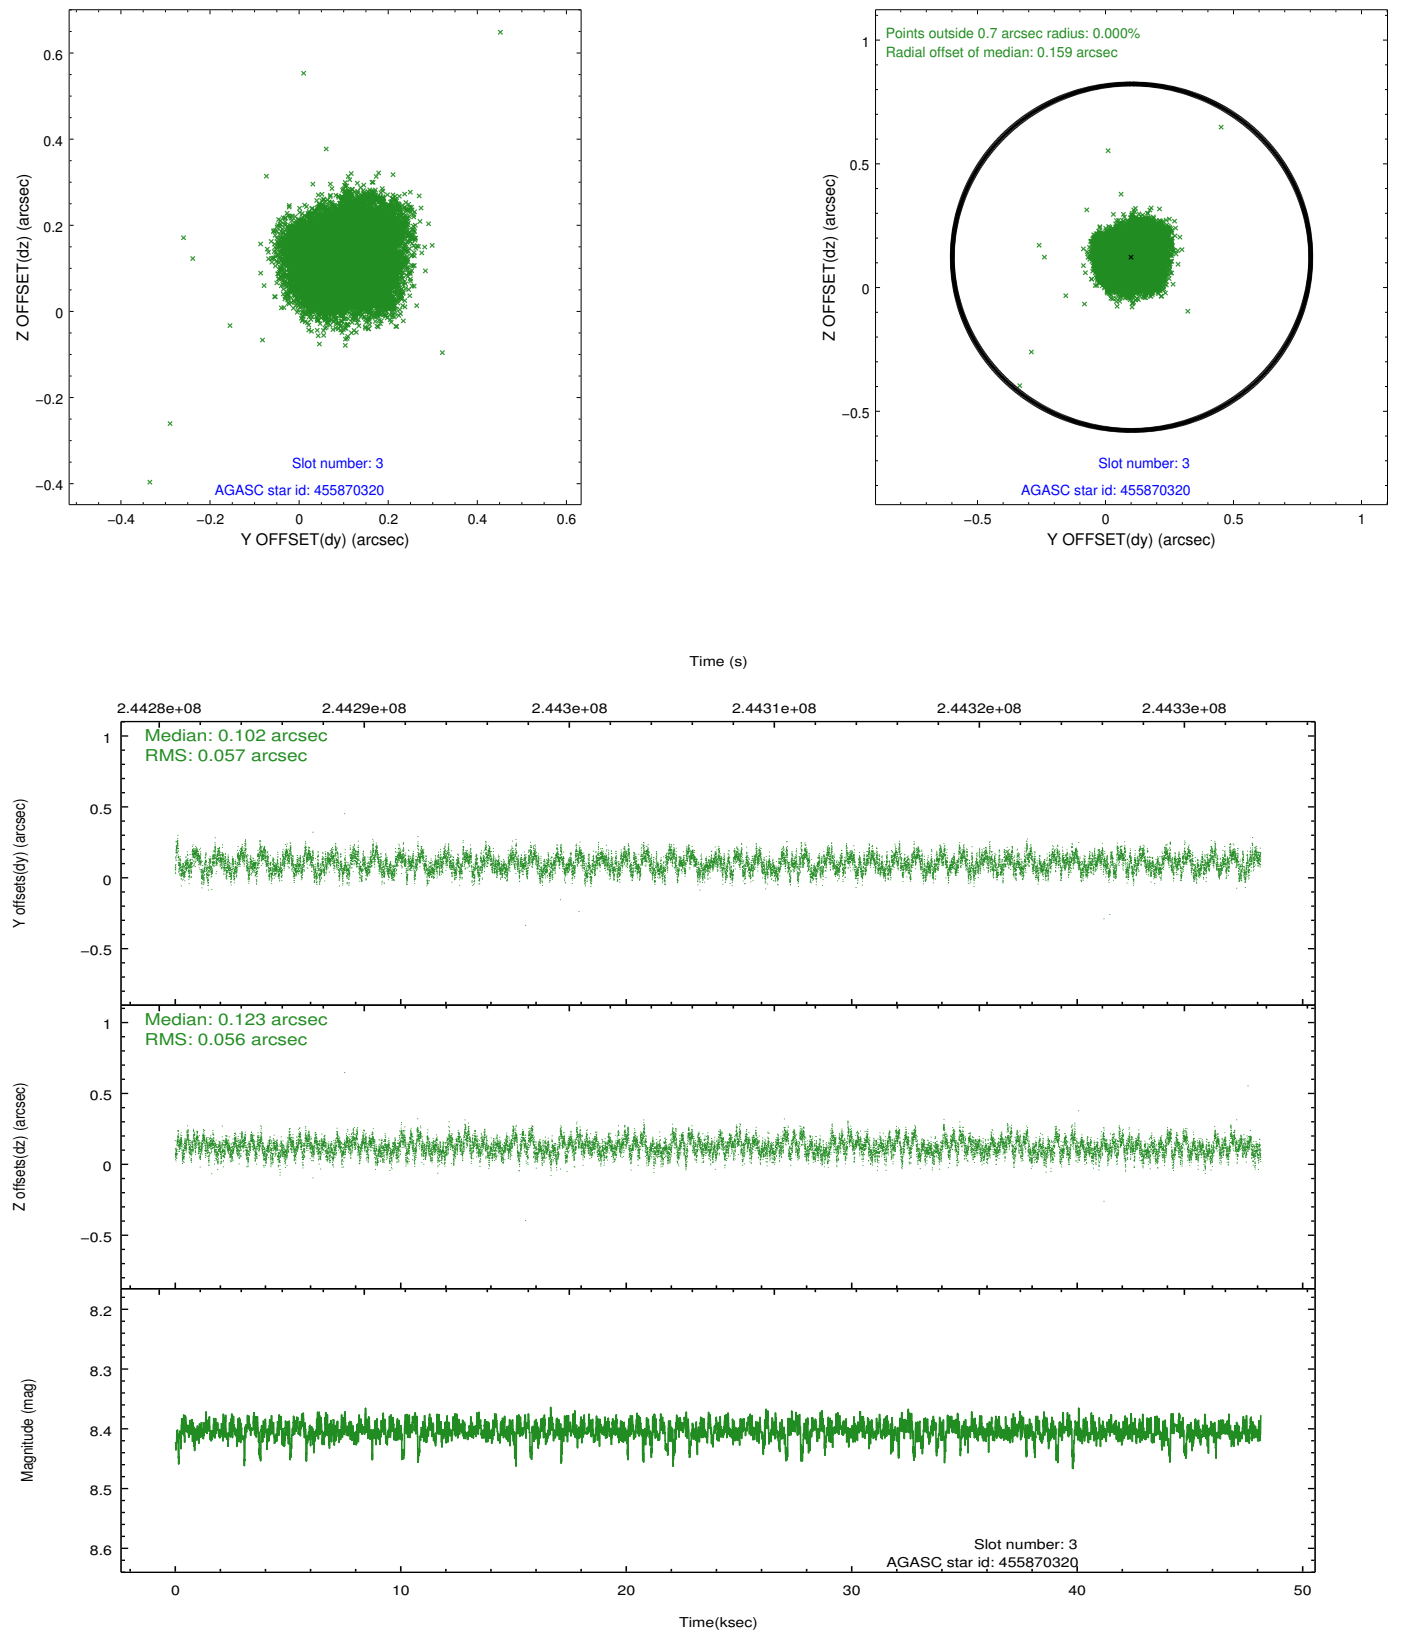 0.6
0.4
0.2
0
−0.2
−0.4
−0.4
−0.2
0
0.2
0.4
0.6
Z OFFSET(dz) (arcsec)
Y OFFSET(dy) (arcsec)
Slot number: 3
AGASC star id: 455870320
Points outside 0.7 arcsec radius: 0.000%
Radial offset of median: 0.159 arcsec
1
0.5
0
−0.5
−0.5
0
0.5
1
Z OFFSET(dz) (arcsec)
Y OFFSET(dy) (arcsec)
Slot number: 3
AGASC star id: 455870320
Time (s)
2.4428e+08
2.4429e+08
2.443e+08
2.4431e+08
2.4432e+08
2.4433e+08
Median: 0.102 arcsec
RMS: 0.057 arcsec
1
0.5
0
−0.5
Y offsets(dy) (arcsec)
Median: 0.123 arcsec
RMS: 0.056 arcsec
1
0.5
0
−0.5
Z offsets(dz) (arcsec)
8.2
8.3
8.4
8.5
8.6
Magnitude (mag)
Slot number: 3
AGASC star id: 455870320
0
10
20
30
40
50
Time(ksec)